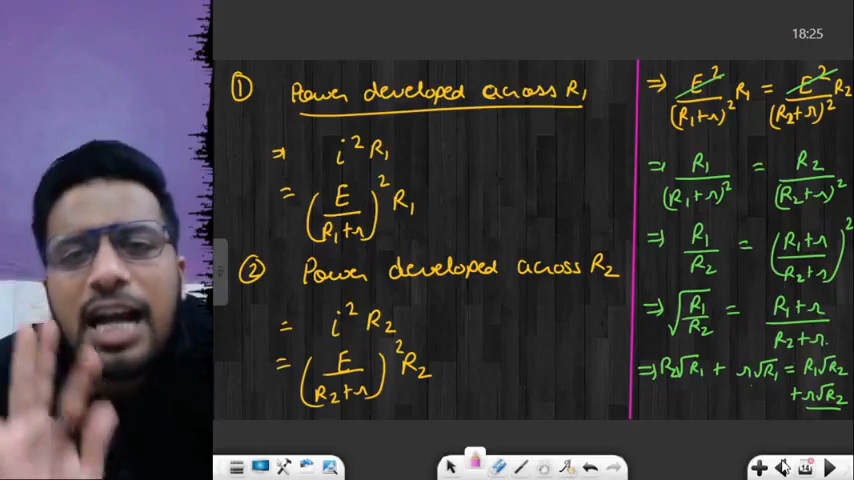 18:25
① Power developed across R₁
⇒ i²R₁
= (E/(R₁+r))² R₁
② Power developed across R₂
= i²R₂
= (E/(R₂+r))² R₂
⇒ E²/(R₁+r)² R₁ = E²/(R₂+r)² R₂
⇒ R₁/(R₁+r)² = R₂/(R₂+r)²
⇒ R₁/R₂ = ((R₁+r)/(R₂+r))²
⇒ √(R₁/R₂) = (R₁+r)/(R₂+r)
⇒ R₂√R₁ + r√R₁ = R₁√R₂
+ r√R₂